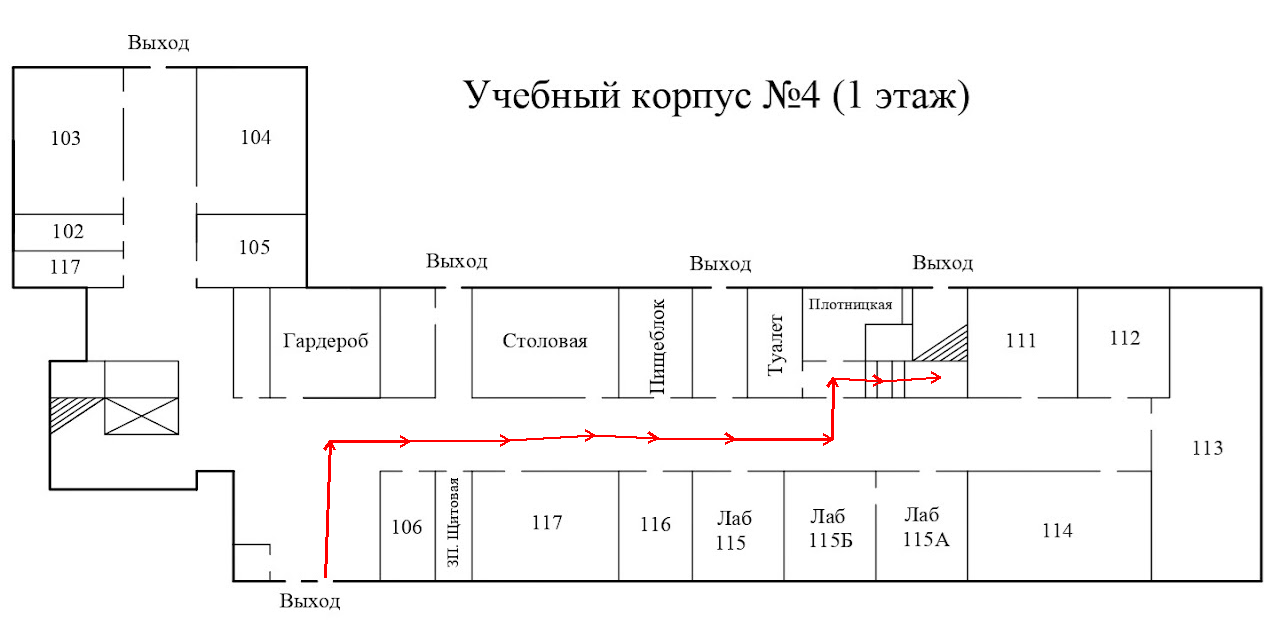 Выход
Учебный корпус №4 (1 этаж)
103
104
102
105
117
Выход
Выход
Выход
Гардероб
Столовая
Пищеблок
Туалет
Плотницкая
111
112
113
106
ЗП. Щитовая
117
116
Лаб
115
Лаб
115Б
Лаб
115А
114
Выход